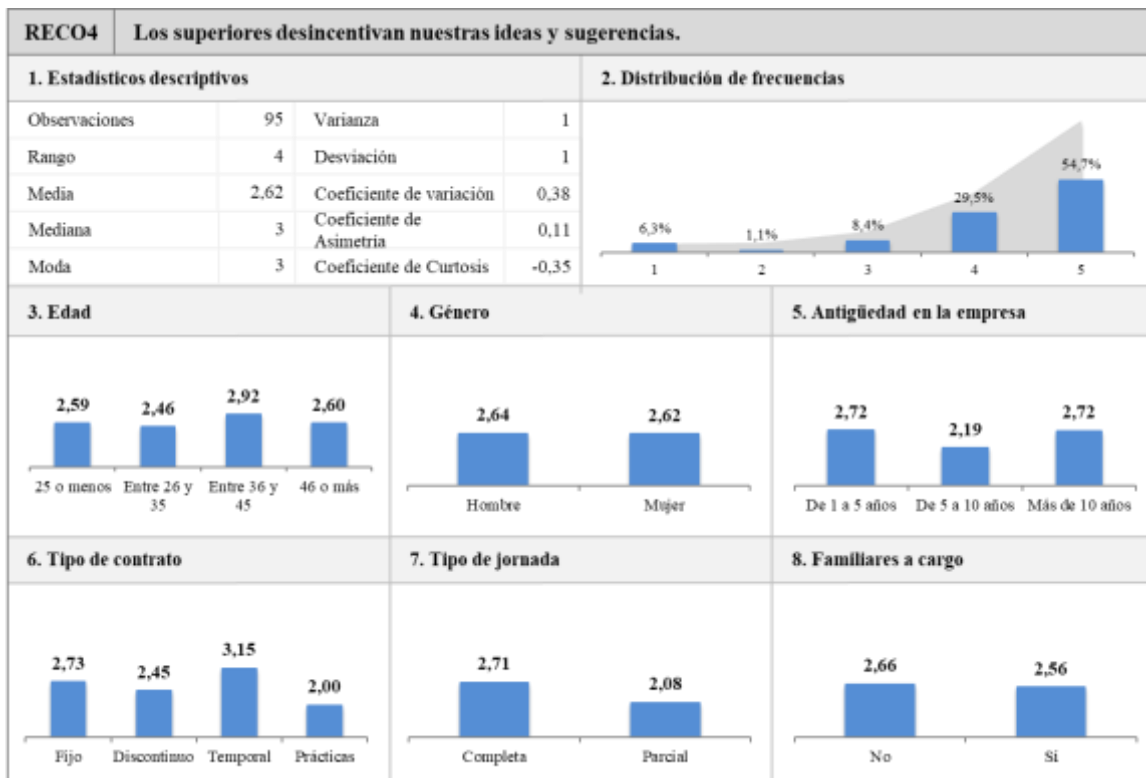 RECO4 Los superiores desincentivan nuestras ideas y sugerencias.
1. Estadísticos descriptivos
Observaciones 95 Varianza 1
Rango 4 Desviación 1
Media 2,62 Coeficiente de variación 0,38
Mediana 3 Coeficiente de Asimetría 0,11
Moda 3 Coeficiente de Curtosis -0,35
2. Distribución de frecuencias
6,3% 1,1% 8,4% 29,5% 54,7%
1 2 3 4 5
3. Edad
2,59 2,46 2,92 2,60
25 o menos Entre 26 y 35 Entre 36 y 45 46 o más
4. Género
2,64 2,62
Hombre Mujer
5. Antigüedad en la empresa
2,72 2,19 2,72
De 1 a 5 años De 5 a 10 años Más de 10 años
6. Tipo de contrato
2,73 2,45 3,15 2,00
Fijo Discontinuo Temporal Prácticas
7. Tipo de jornada
2,71 2,08
Completa Parcial
8. Familiares a cargo
2,66 2,56
No Sí